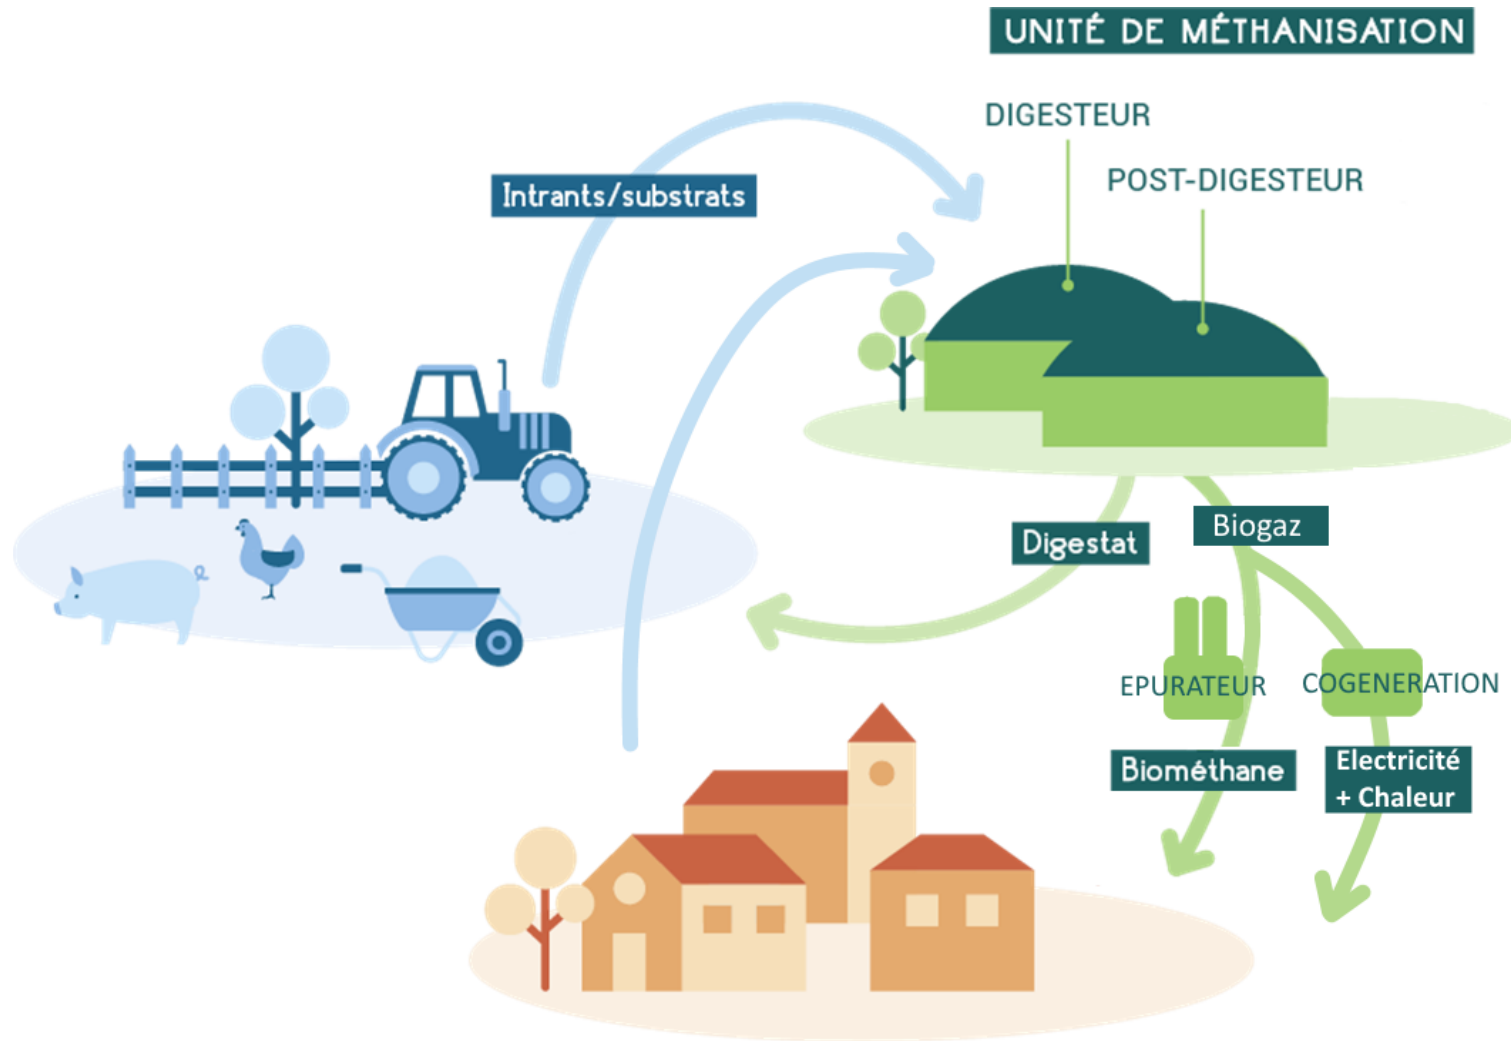 UNITÉ DE MÉTHANISATION
DIGESTEUR
POST-DIGESTEUR
Intrants/substrats
Biogaz
Digestat
EPURATEUR
COGENERATION
Biométhane
Electricité
+ Chaleur